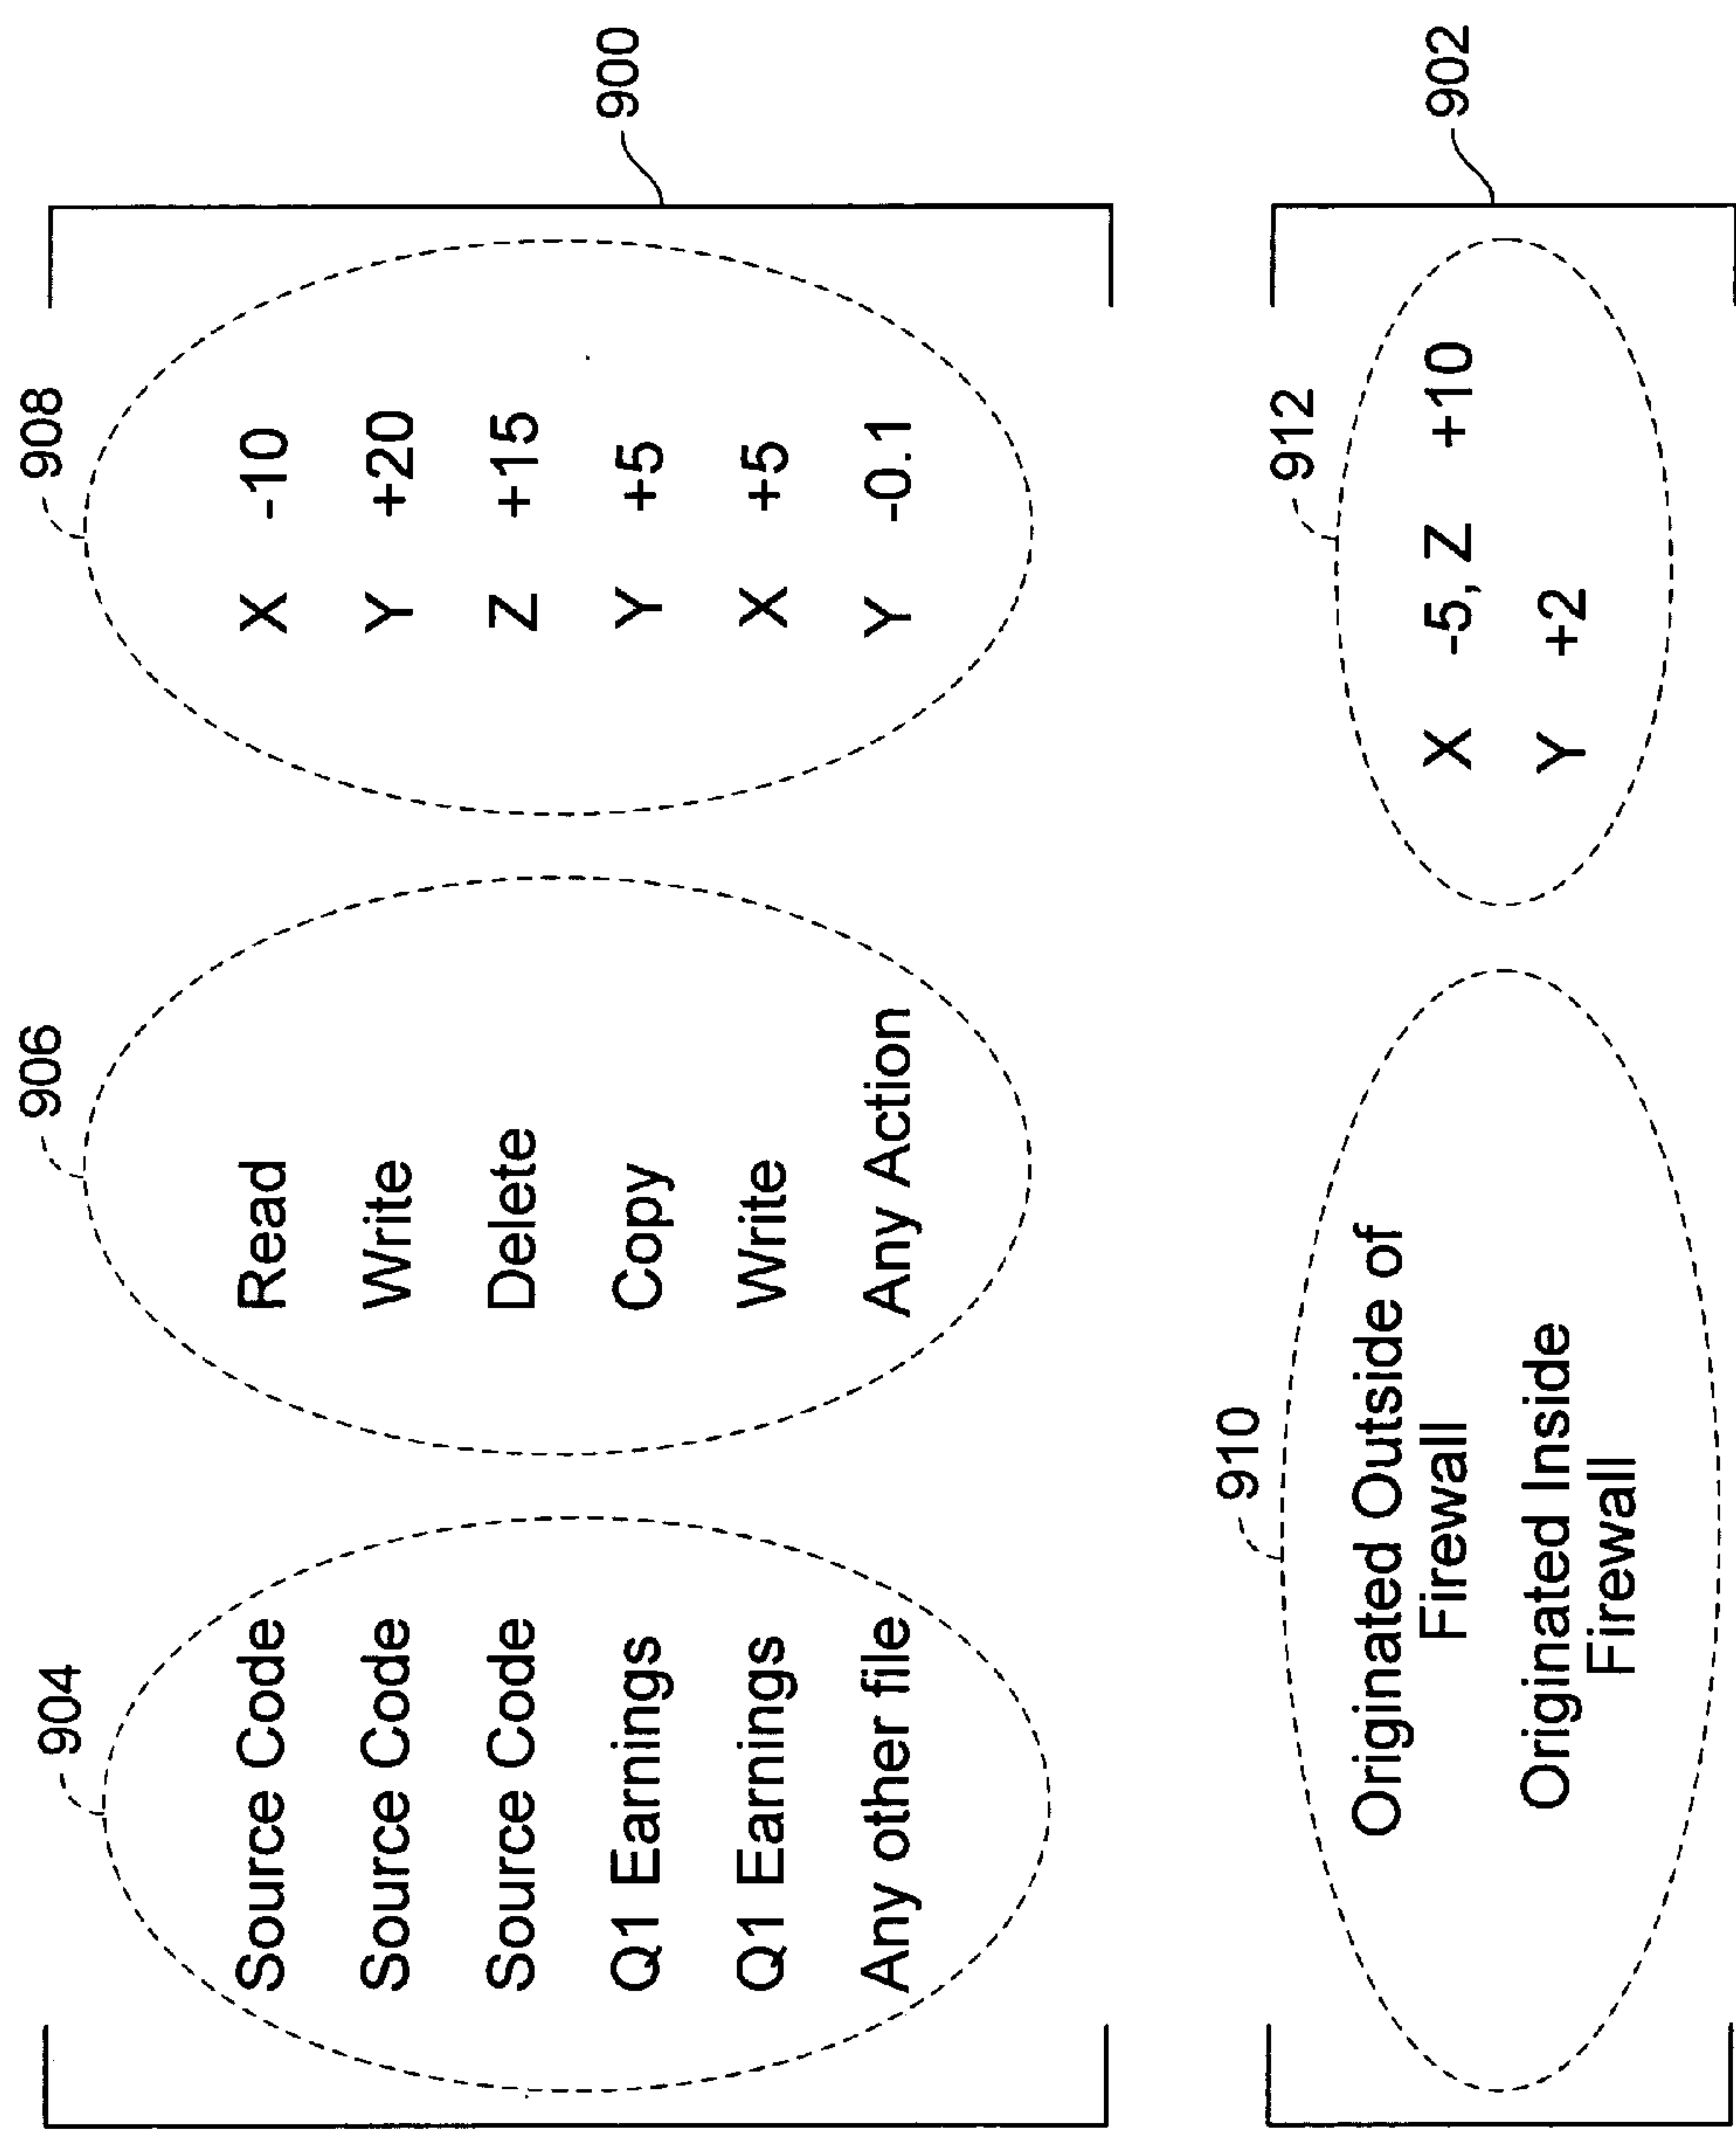 904
906
908
Source Code Read X -10
Source Code Write Y +20
Source Code Delete Z +15
Q1 Earnings Copy Y +5
Q1 Earnings Write X +5
Any other file Any Action Y -0.1
900
910
912
Originated Outside of
Firewall
X -5, Z +10
Originated Inside
Firewall
Y +2
902